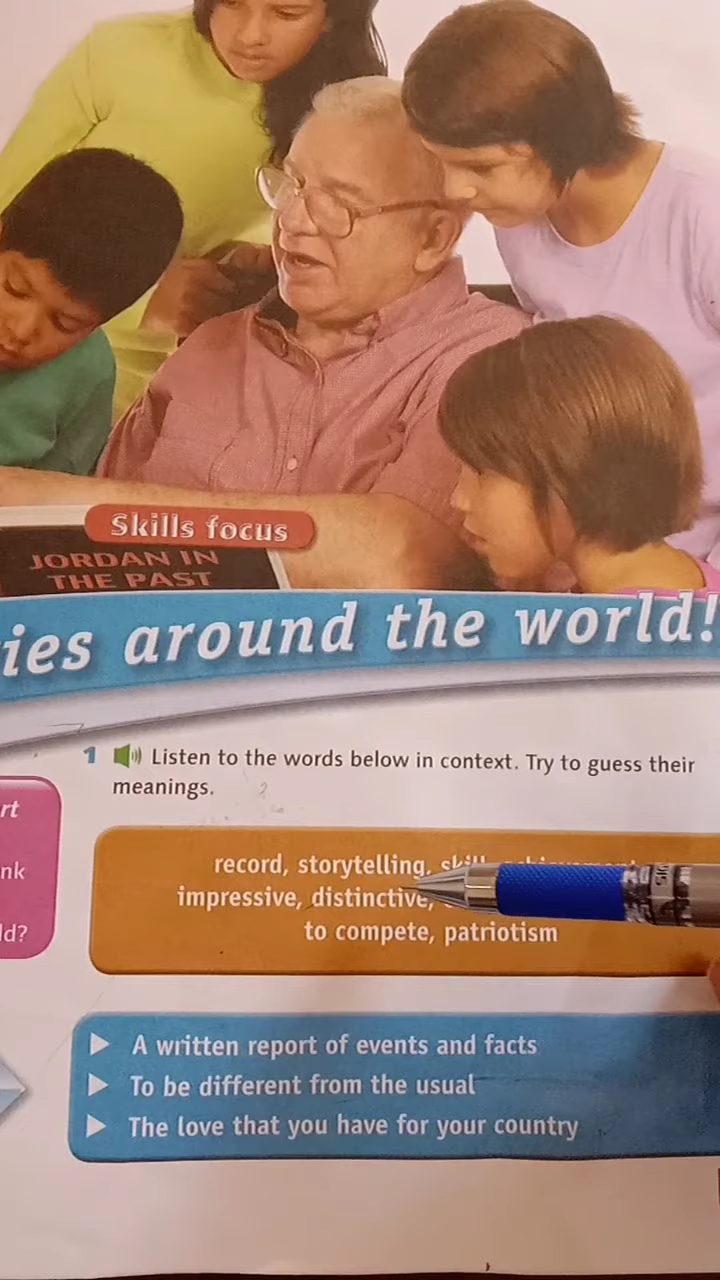 Skills focus
JORDAN IN
THE PAST
ies around the world!
1 Listen to the words below in context. Try to guess their
meanings.
rt
nk
d?
record, storytelling,
impressive, distinctive,
to compete, patriotism
A written report of events and facts
To be different from the usual
The love that you have for your country